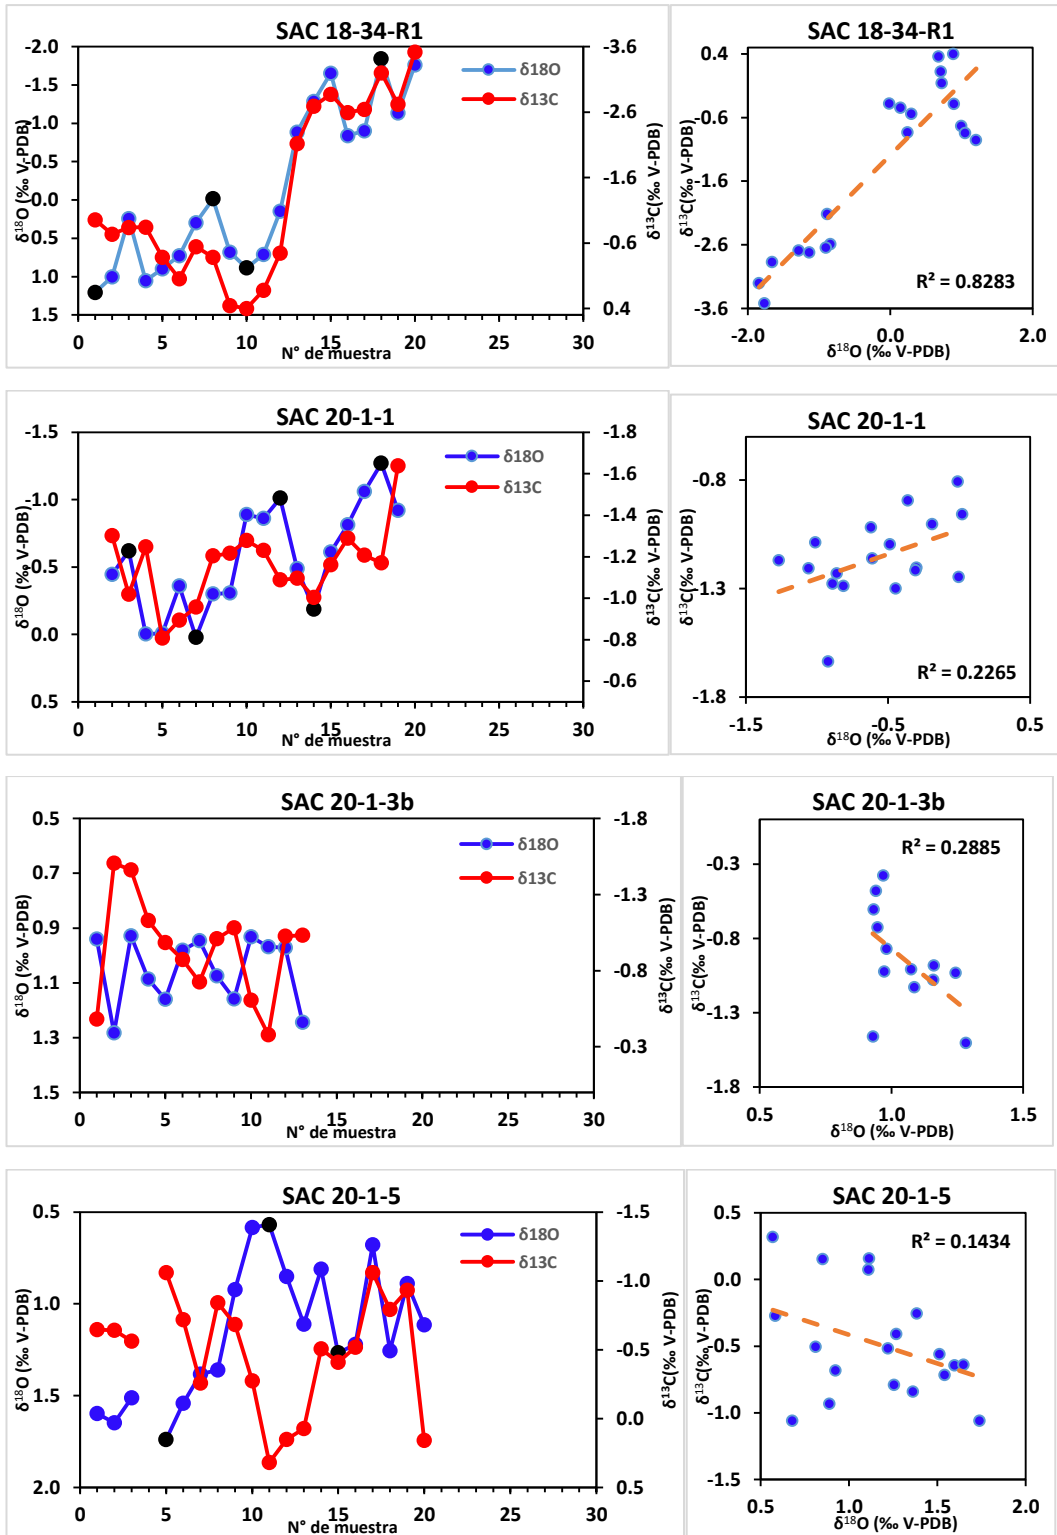 SAC 18-34-R1
-2.0
-1.5
-1.0
-0.5
0.0
0.5
1.0
1.5
δ18O (‰ V-PDB)
-3.6
-2.6
-1.6
-0.6
0.4
δ13C(‰ V-PDB)
δ18O
δ13C
0 5 10 15 20 25 30
N° de muestra
0.4
-0.6
-1.6
-2.6
-3.6
δ13C(‰ V-PDB)
R² = 0.8283
-2.0 0.0 2.0
δ18O (‰ V-PDB)
SAC 20-1-1
-1.5
-1.0
-0.5
0.0
0.5
δ18O (‰ V-PDB)
-1.8
-1.6
-1.4
-1.2
-1.0
-0.8
-0.6
δ13C(‰ V-PDB)
δ18O
δ13C
0 5 10 15 20 25 30
N° de muestra
SAC 20-1-1
-0.8
-1.3
-1.8
δ13C(‰ V-PDB)
R² = 0.2265
-1.5 -0.5 0.5
δ18O (‰ V-PDB)
SAC 20-1-3b
0.5
0.7
0.9
1.1
1.3
1.5
δ18O (‰ V-PDB)
-1.8
-1.3
-0.8
-0.3
δ13C(‰ V-PDB)
δ18O
δ13C
0 5 10 15 20 25 30
N° de muestra
SAC 20-1-3b
R² = 0.2885
-0.3
-0.8
-1.3
-1.8
δ13C(‰ V-PDB)
0.5 1.0 1.5
δ18O (‰ V-PDB)
SAC 20-1-5
0.5
1.0
1.5
2.0
δ18O (‰ V-PDB)
-1.5
-1.0
-0.5
0.0
0.5
δ13C(‰ V-PDB)
δ18O
δ13C
0 5 10 15 20 25 30
N° de muestra
SAC 20-1-5
R² = 0.1434
0.5
0.0
-0.5
-1.0
-1.5
δ13C(‰ V-PDB)
0.5 1.0 1.5 2.0
δ18O (‰ V-PDB)
SAC 18-34-R1